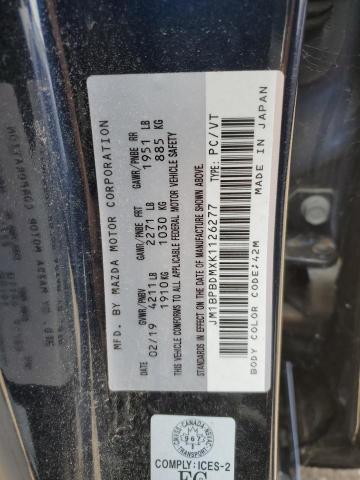 MFD. BY MAZDA MOTOR CORPORATION
02/19 GVWR/PNBV GAWR/PNBE FRT GAWR/PNBE RR
4211 LB 2271 LB 1951 LB
1910 KG 1030 KG 885 KG
THIS VEHICLE CONFORMS TO ALL APPLICABLE FEDERAL MOTOR VEHICLE SAFETY
STANDARDS IN EFFECT ON THE DATE OF MANUFACTURE SHOWN ABOVE.
JM1BPBDMXK1126277 TYPE: PC/VT
BODY COLOR CODE:42M MADE IN JAPAN
CANADA
COMPLY: ICES-2